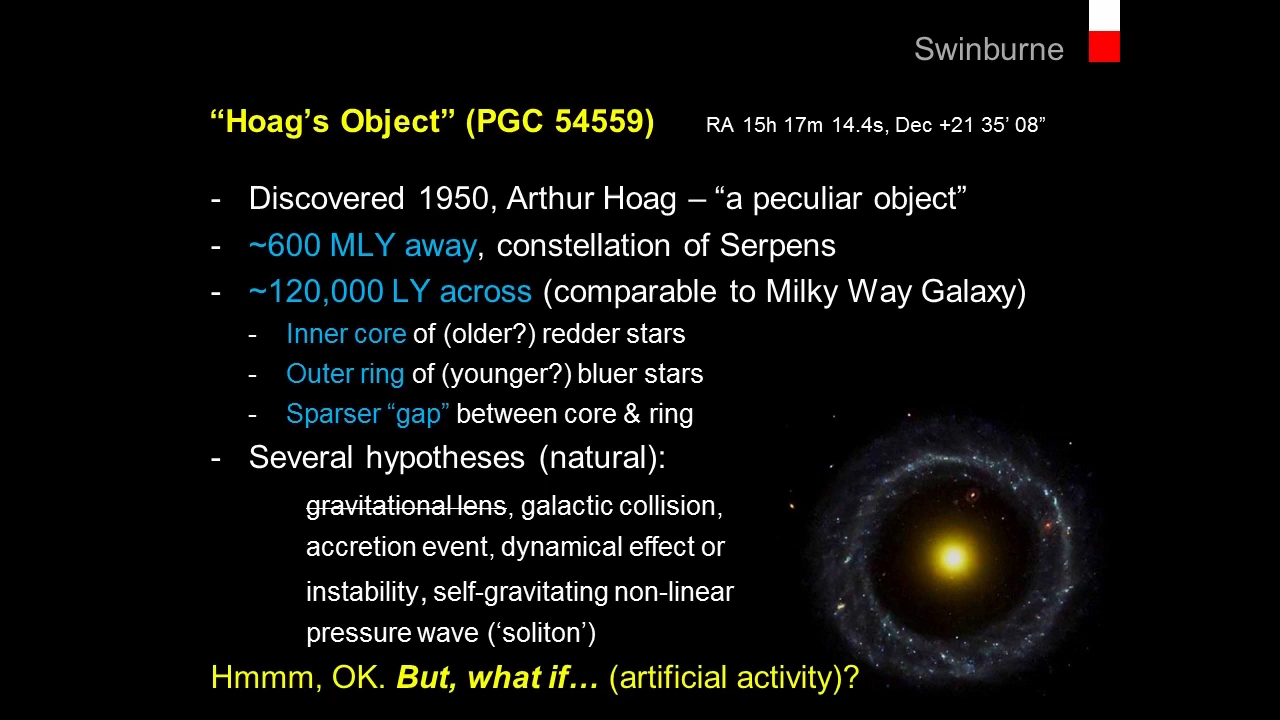 Swinburne
“Hoag’s Object” (PGC 54559) RA 15h 17m 14.4s, Dec +21 35’ 08”
- Discovered 1950, Arthur Hoag – “a peculiar object”
- ~600 MLY away, constellation of Serpens
- ~120,000 LY across (comparable to Milky Way Galaxy)
- Inner core of (older?) redder stars
- Outer ring of (younger?) bluer stars
- Sparser “gap” between core & ring
- Several hypotheses (natural):
gravitational lens, galactic collision,
accretion event, dynamical effect or
instability, self-gravitating non-linear
pressure wave (‘soliton’)
Hmmm, OK. But, what if… (artificial activity)?